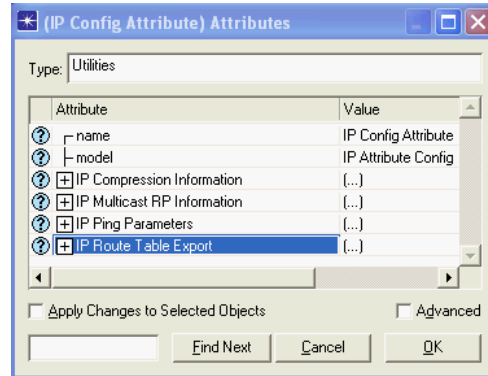 (IP Config Attribute) Attributes
Type: Utilities
Attribute Value
name IP Config Attribute
model IP Attribute Config
IP Compression Information (...)
IP Multicast RP Information (...)
IP Ping Parameters (...)
IP Route Table Export (...)
Apply Changes to Selected Objects Advanced
Find Next Cancel OK